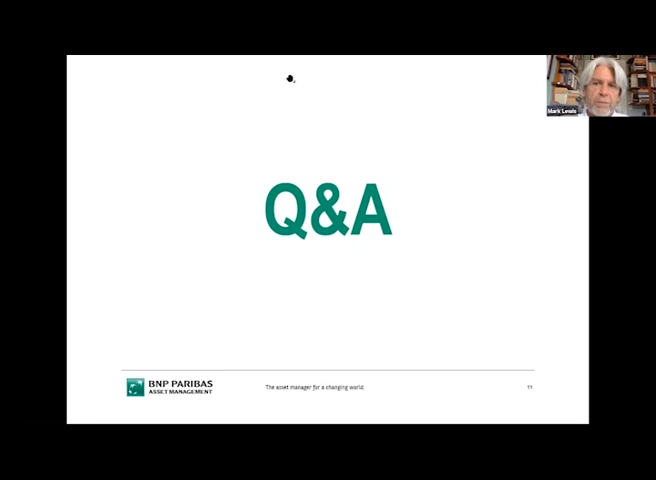 Mark Lewis
Q&A
BNP PARIBAS
ASSET MANAGEMENT
The asset manager for a changing world
11